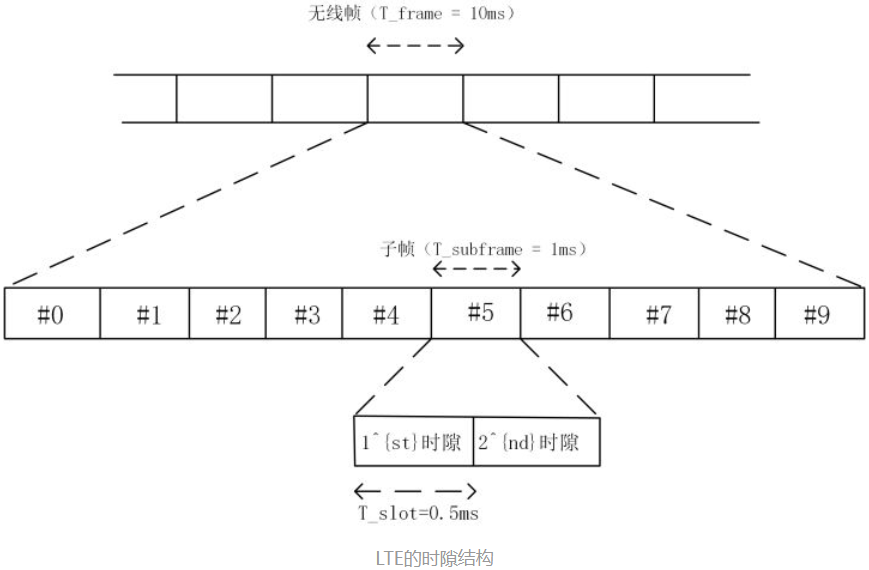 无线帧（T_frame = 10ms）
子帧（T_subframe = 1ms）
#0 #1 #2 #3 #4 #5 #6 #7 #8 #9
1^{st}时隙 2^{nd}时隙
T_slot=0.5ms
LTE的时隙结构